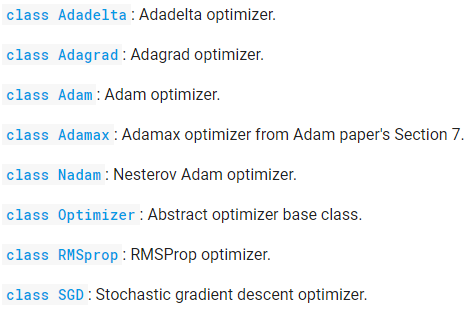 class Adadelta: Adadelta optimizer.
class Adagrad: Adagrad optimizer.
class Adam: Adam optimizer.
class Adamax: Adamax optimizer from Adam paper's Section 7.
class Nadam: Nesterov Adam optimizer.
class Optimizer: Abstract optimizer base class.
class RMSprop: RMSProp optimizer.
class SGD: Stochastic gradient descent optimizer.